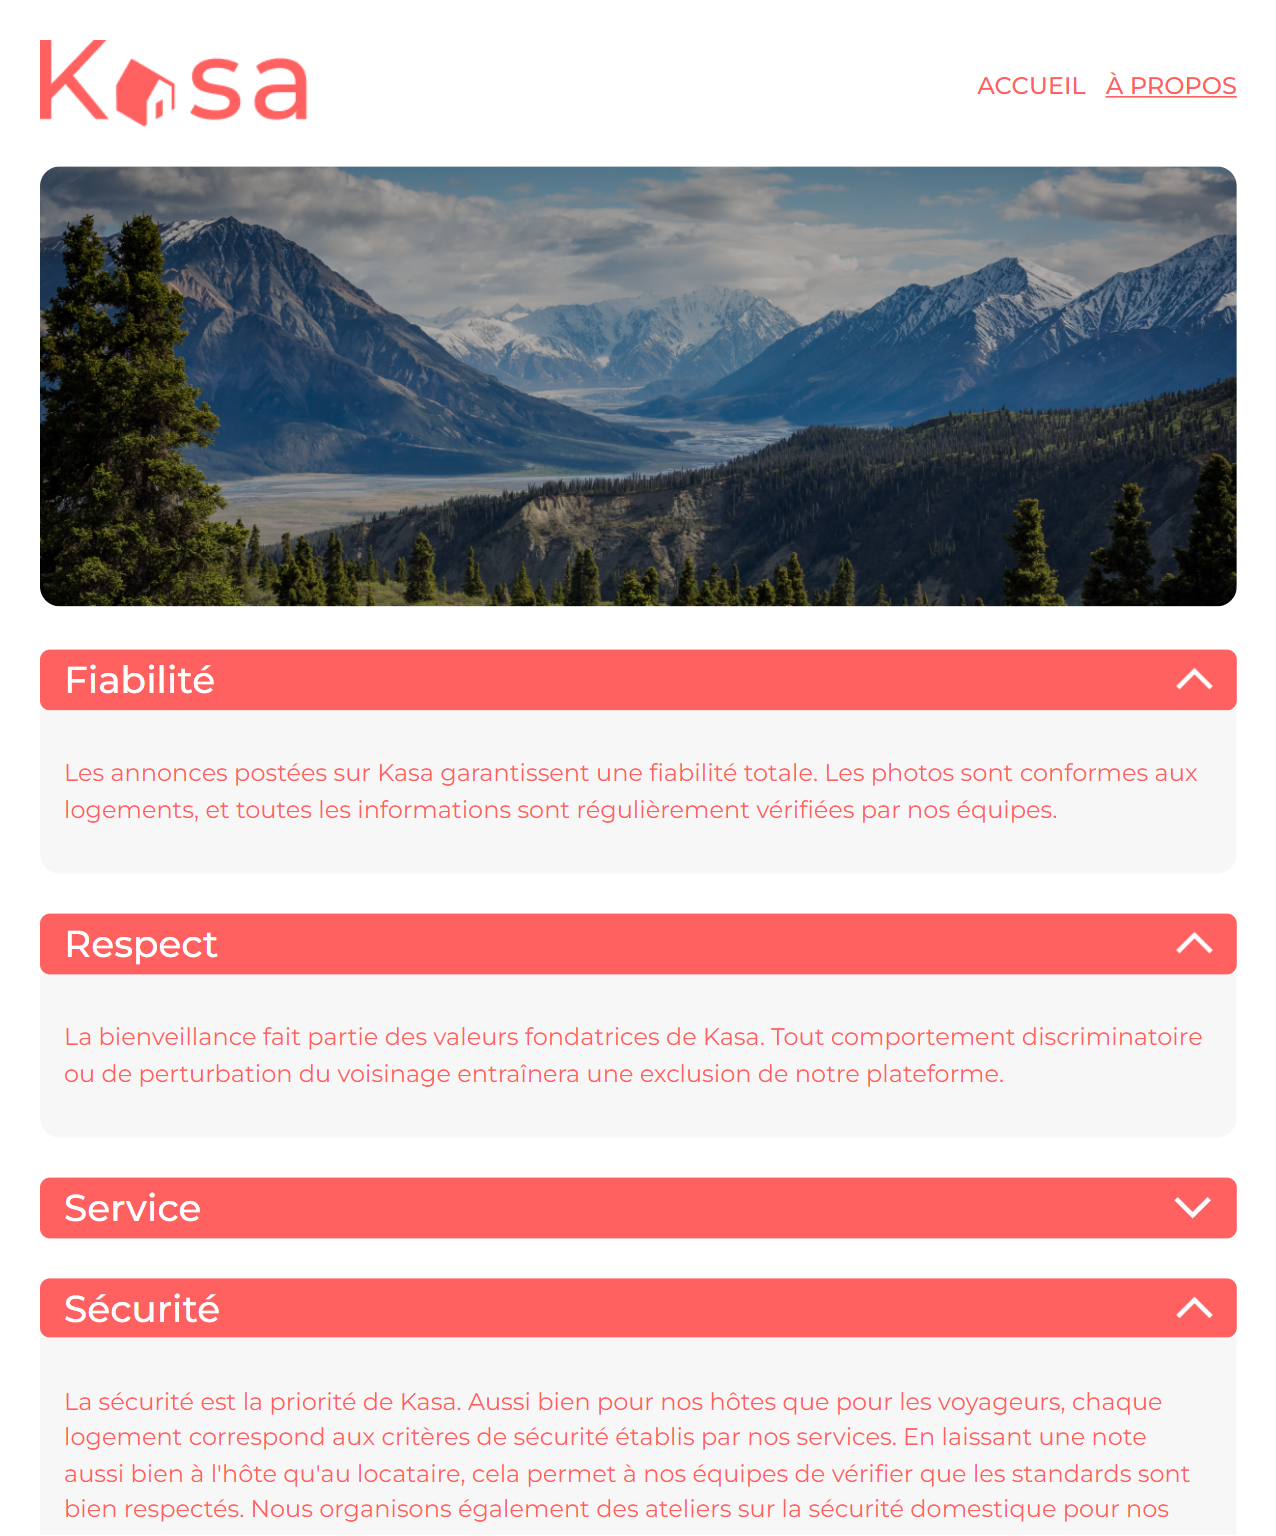 Kasa
ACCUEIL À PROPOS
Fiabilité
Les annonces postées sur Kasa garantissent une fiabilité totale. Les photos sont conformes aux
logements, et toutes les informations sont régulièrement vérifiées par nos équipes.
Respect
La bienveillance fait partie des valeurs fondatrices de Kasa. Tout comportement discriminatoire
ou de perturbation du voisinage entraînera une exclusion de notre plateforme.
Service
Sécurité
La sécurité est la priorité de Kasa. Aussi bien pour nos hôtes que pour les voyageurs, chaque
logement correspond aux critères de sécurité établis par nos services. En laissant une note
aussi bien à l'hôte qu'au locataire, cela permet à nos équipes de vérifier que les standards sont
bien respectés. Nous organisons également des ateliers sur la sécurité domestique pour nos